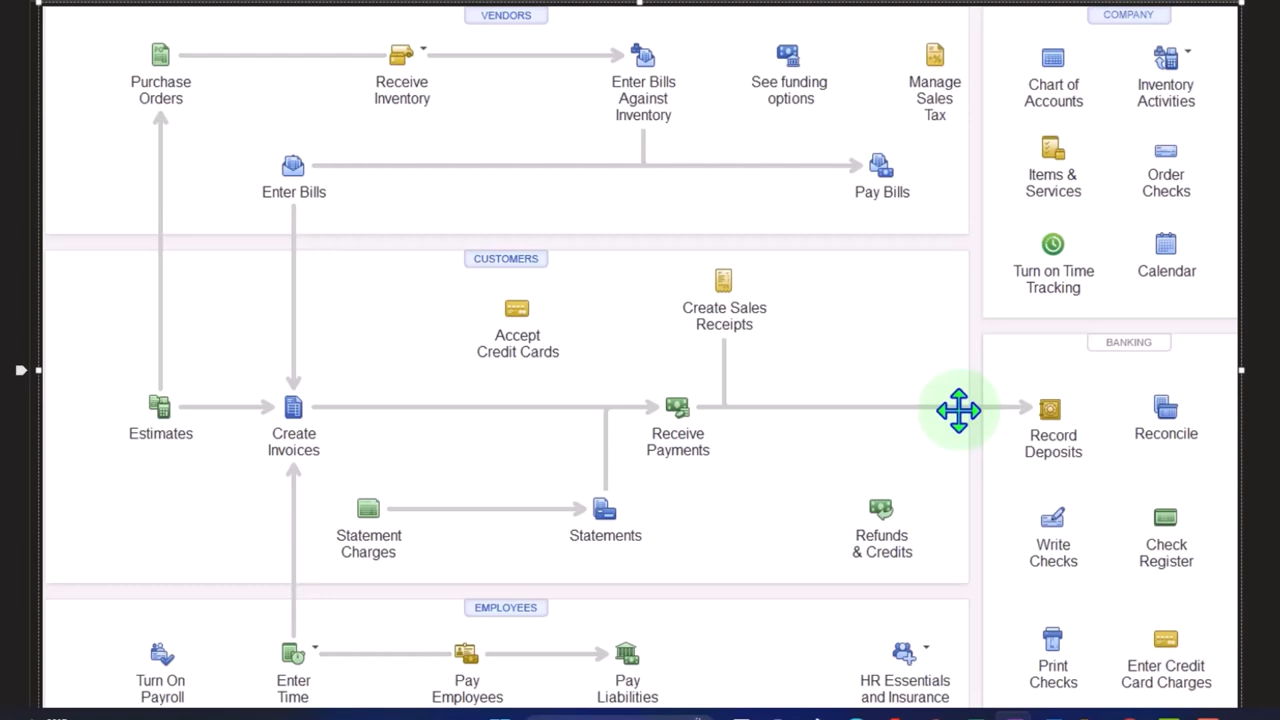 VENDORS
Purchase
Orders
Receive
Inventory
Enter Bills
Against
Inventory
See funding
options
Manage
Sales
Tax
Enter Bills
Pay Bills
COMPANY
Chart of
Accounts
Inventory
Activities
Items &
Services
Order
Checks
Turn on Time
Tracking
Calendar
CUSTOMERS
Accept
Credit Cards
Create Sales
Receipts
Estimates
Create
Invoices
Receive
Payments
Statement
Charges
Statements
Refunds
& Credits
BANKING
Record
Deposits
Reconcile
Write
Checks
Check
Register
Print
Checks
Enter Credit
Card Charges
EMPLOYEES
Turn On
Payroll
Enter
Time
Pay
Employees
Pay
Liabilities
HR Essentials
and Insurance